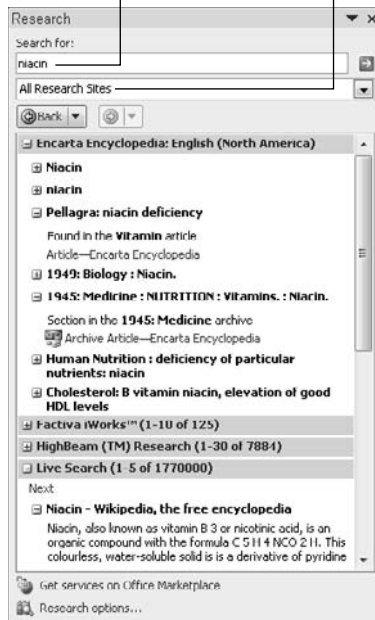 Research
Search for:
niacin
All Research Sites
Back
Encarta Encyclopedia: English (North America)
Niacin
niacin
Pellagra: niacin deficiency
Found in the Vitamin article
Article—Encarta Encyclopedia
1949: Biology : Niacin.
1945: Medicine : NUTRITION : Vitamins. : Niacin.
Section in the 1945: Medicine archive
Archive Article—Encarta Encyclopedia
Human Nutrition : deficiency of particular
nutrients: niacin
Cholesterol: B vitamin niacin, elevation of good
HDL levels
Factiva iWorks™ (1-10 of 125)
HighBeam (TM) Research (1-30 of 7884)
Live Search (1-5 of 1770000)
Next
Niacin - Wikipedia, the free encyclopedia
Niacin, also known as vitamin B 3 or nicotinic acid, is an
organic compound with the formula C 5 H 4 NCO 2 H. This
colourless, water-soluble solid is is a derivative of pyridine
Get services on Office Marketplace
Research options...